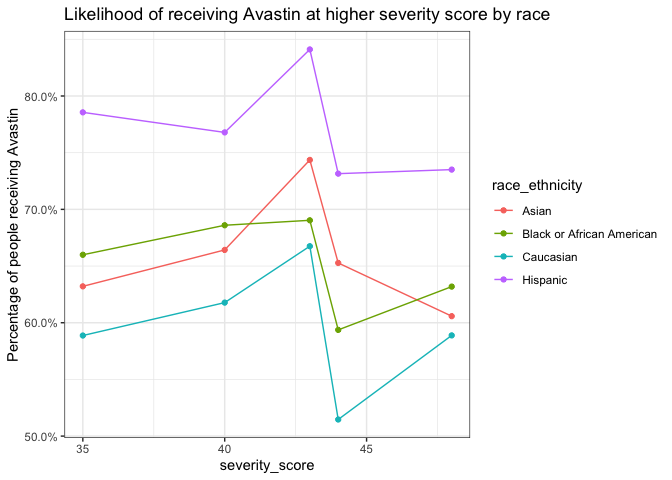 Likelihood of receiving Avastin at higher severity score by race
Percentage of people receiving Avastin
80.0%
70.0%
60.0%
50.0%
35
40
45
severity_score
race_ethnicity
Asian
Black or African American
Caucasian
Hispanic